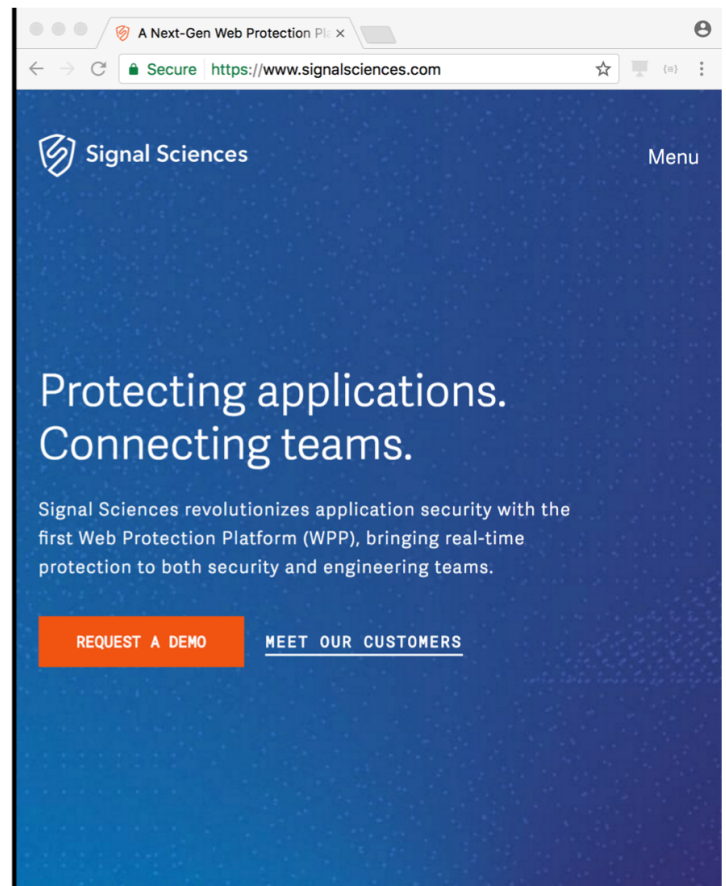 A Next-Gen Web Protection Pla
Secure https://www.signalsciences.com
Signal Sciences
Menu
Protecting applications.
Connecting teams.
Signal Sciences revolutionizes application security with the
first Web Protection Platform (WPP), bringing real-time
protection to both security and engineering teams.
REQUEST A DEMO MEET OUR CUSTOMERS